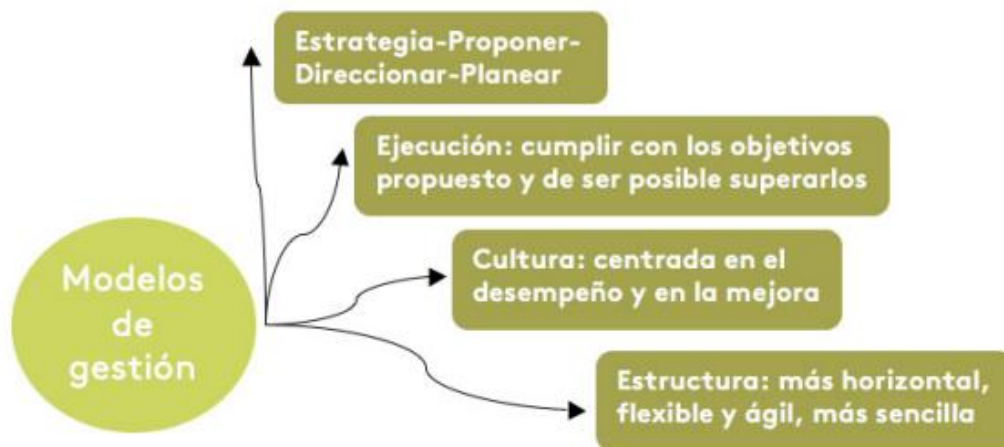 Estrategia-Proponer-
Direccionar-Planear
Ejecución: cumplir con los objetivos
propuesto y de ser posible superarlos
Cultura: centrada en el
desempeño y en la mejora
Modelos
de
gestión
Estructura: más horizontal,
flexible y ágil, más sencilla